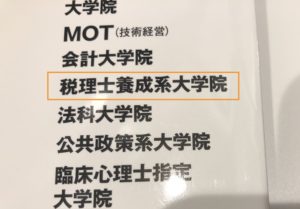 大学院
MOT(技術経営)
会計大学院
税理士養成系大学院
法科大学院
公共政策系大学院
臨床心理士指定
大学院